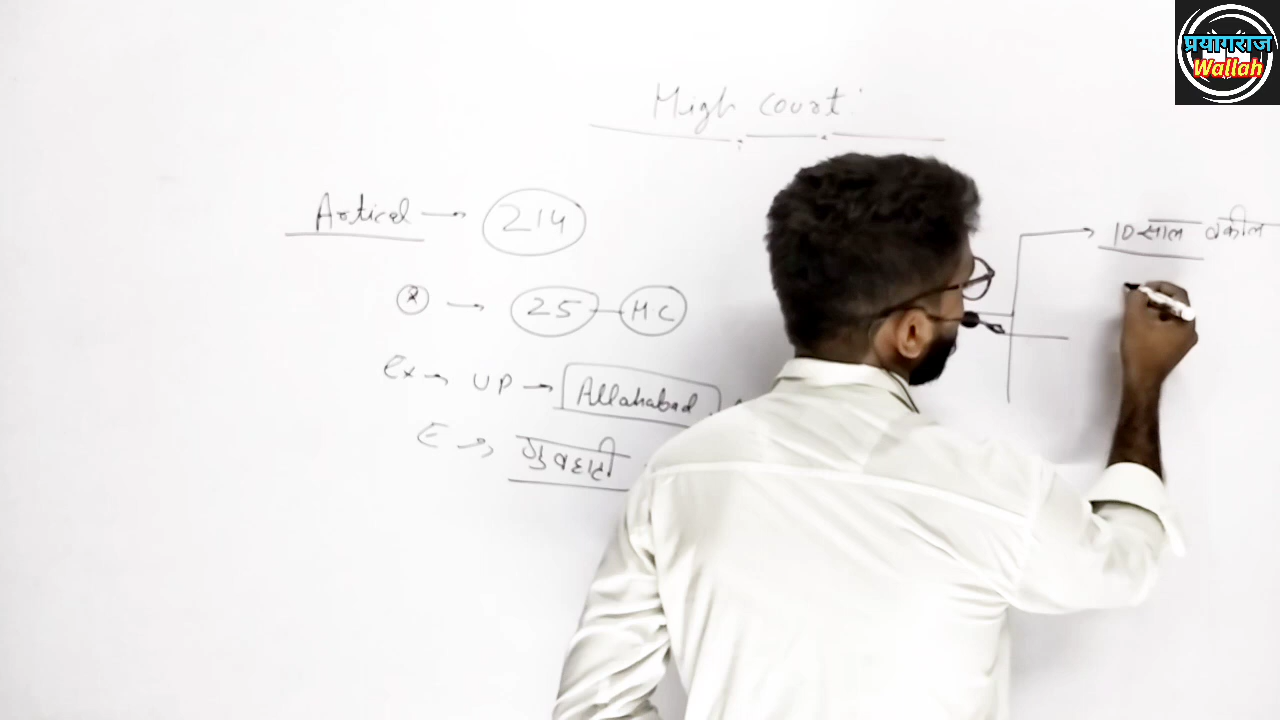 प्रयागराज
Wallah
High Court
Artical → 214
* → 25 - HC
Ex → UP → Allahabad
E → गुवहाटी
10 साल वकील